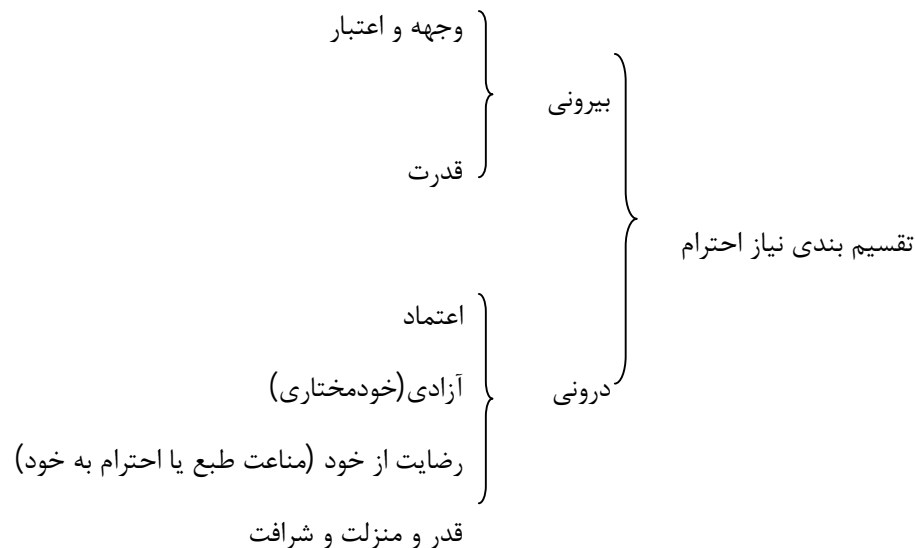 وجهه و اعتبار
بیرونی
قدرت
تقسیم بندی نیاز احترام
اعتماد
آزادی(خودمختاری)
درونی
رضایت از خود (مناعت طبع یا احترام به خود)
قدر و منزلت و شرافت